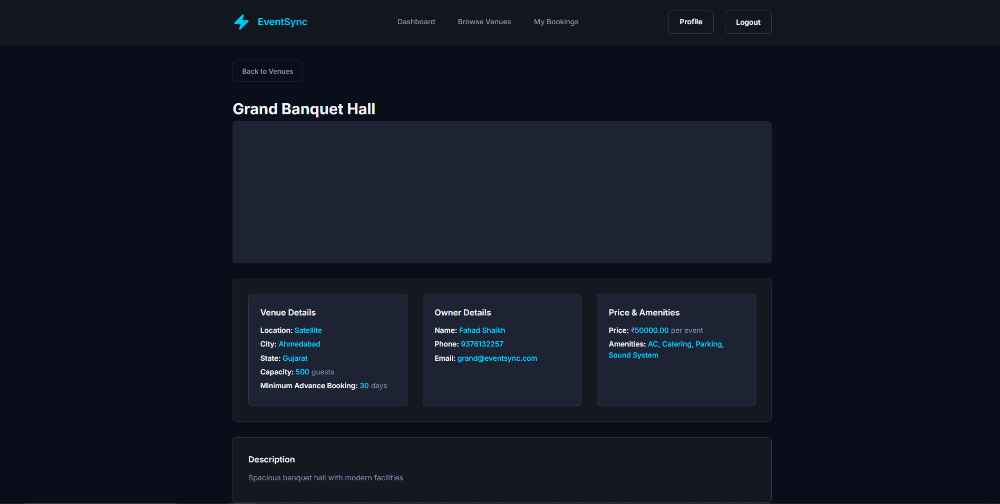 EventSync
Dashboard
Browse Venues
My Bookings
Profile
Logout
Back to Venues
Grand Banquet Hall
Venue Details
Location: Satellite
City: Ahmedabad
State: Gujarat
Capacity: 500 guests
Minimum Advance Booking: 30 days
Owner Details
Name: Fahad Shaikh
Phone: 9376132257
Email: grand@eventsync.com
Price & Amenities
Price: ₹50000.00 per event
Amenities: AC, Catering, Parking,
Sound System
Description
Spacious banquet hall with modern facilities